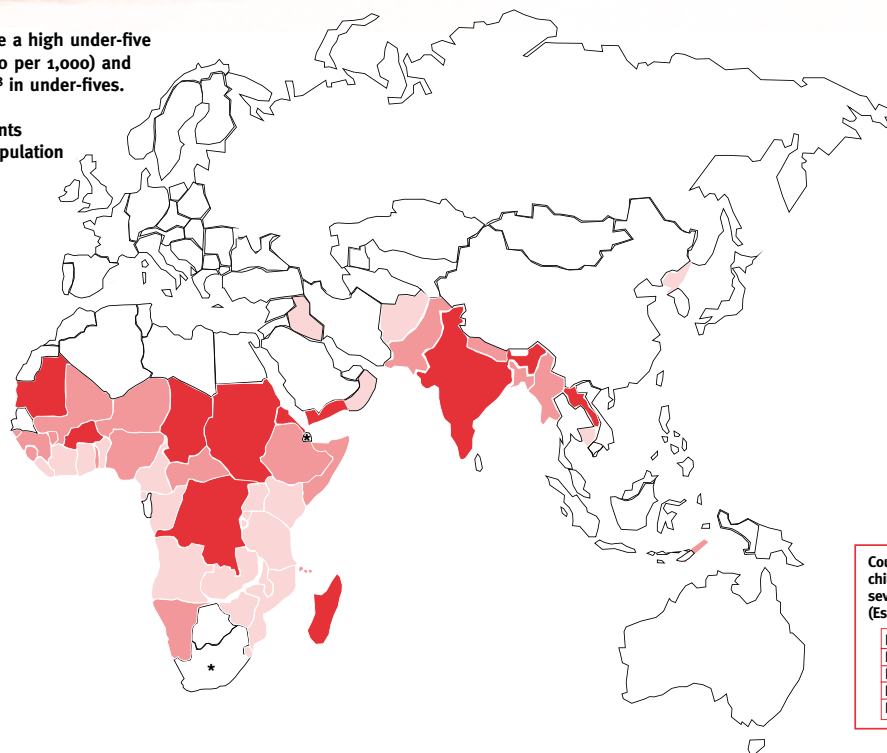 e a high under-five
o per 1,000) and
³ in under-fives.
nts
pulation
*
*
Cou
chi
sev
(Es